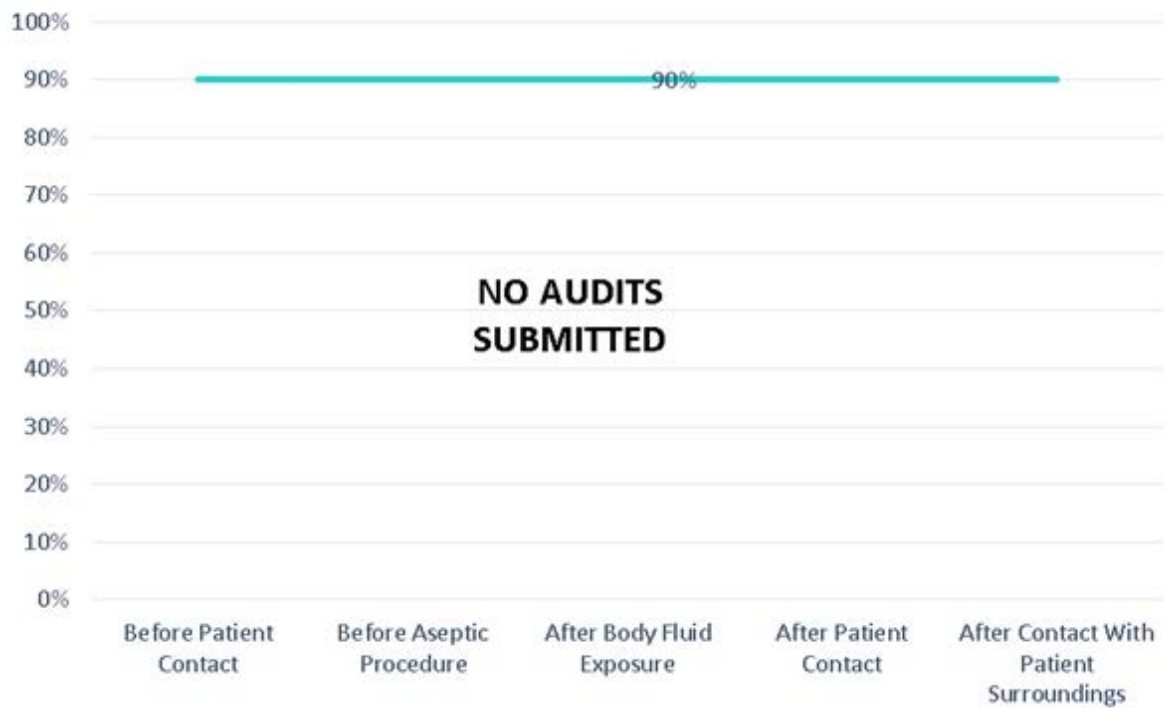 100%
90%
90%
80%
70%
60%
NO AUDITS
50%
SUBMITTED
40%
30%
20%
10%
0%
Before Patient
Contact
Before Aseptic
Procedure
After Body Fluid
Exposure
After Patient
Contact
After Contact With
Patient
Surroundings